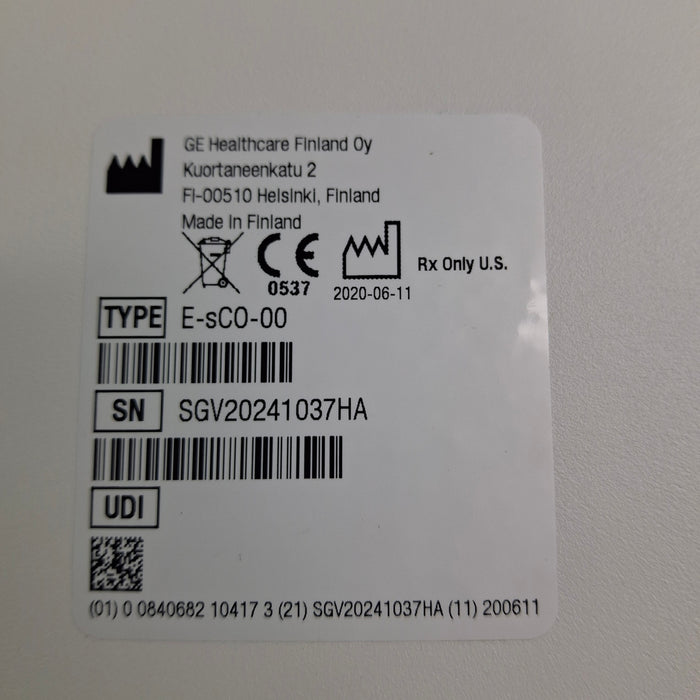 GE Healthcare Finland Oy
Kuortaneenkatu 2
FI-00510 Helsinki, Finland
Made in Finland
CE 0537
2020-06-11
Rx Only U.S.
TYPE E-sCO-00
SN SGV20241037HA
UDI
(01) 0 0840682 10417 3 (21) SGV20241037HA (11) 200611